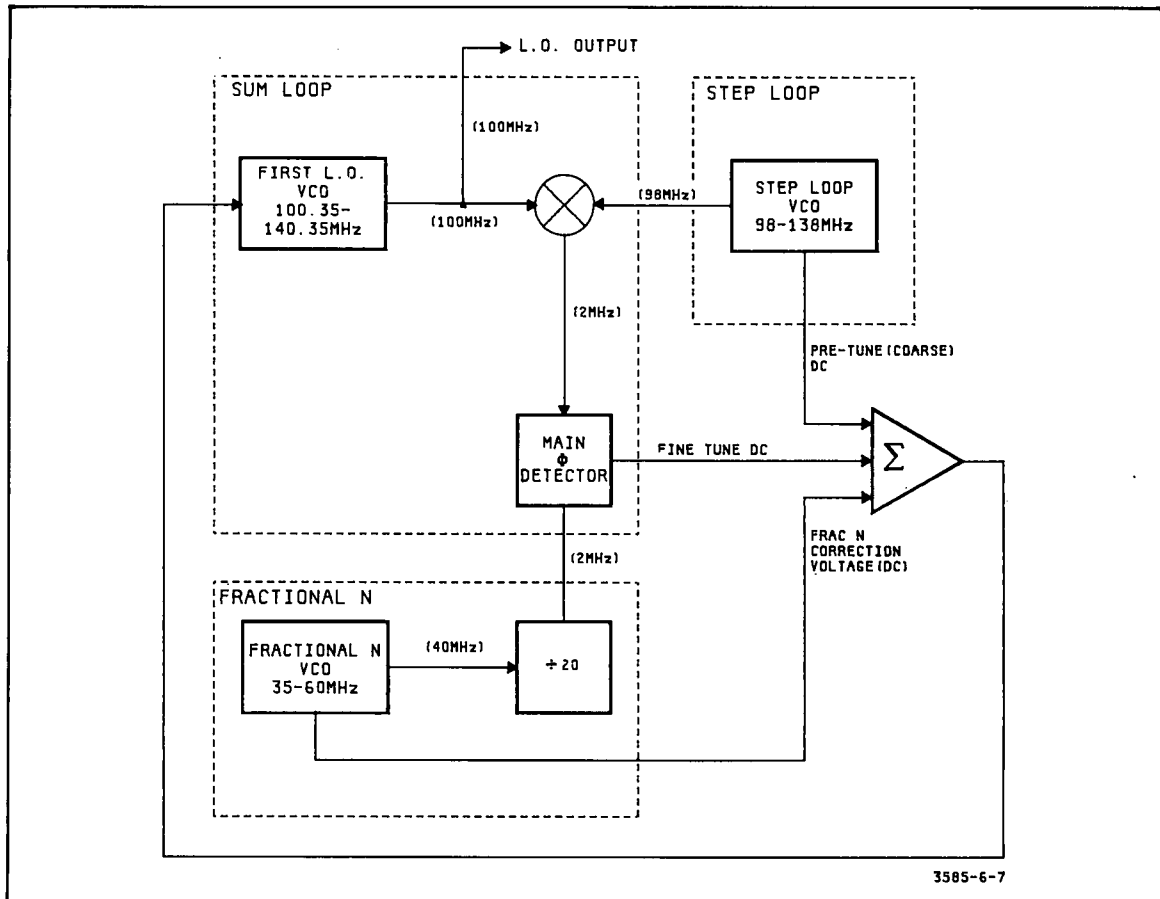 L.O. OUTPUT
SUM LOOP
STEP LOOP
(100MHz)
FIRST L.O.
VCO
100.35-
140.35MHz
(100MHz)
(98MHz)
STEP LOOP
VCO
98-138MHz
(2MHz)
PRE-TUNE(COARSE)
DC
MAIN
Φ
DETECTOR
FINE TUNE DC
Σ
FRAC N
CORRECTION
VOLTAGE(DC)
(2MHz)
FRACTIONAL N
FRACTIONAL N
VCO
35-60MHz
(40MHz)
÷20
3585-6-7